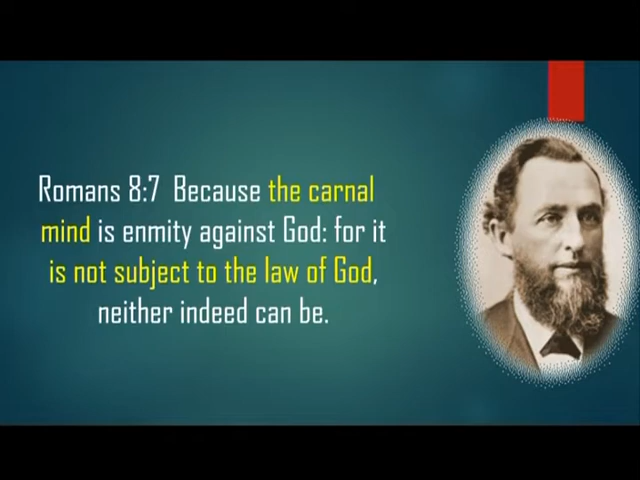 Romans 8:7 Because the carnal
mind is enmity against God: for it
is not subject to the law of God,
neither indeed can be.